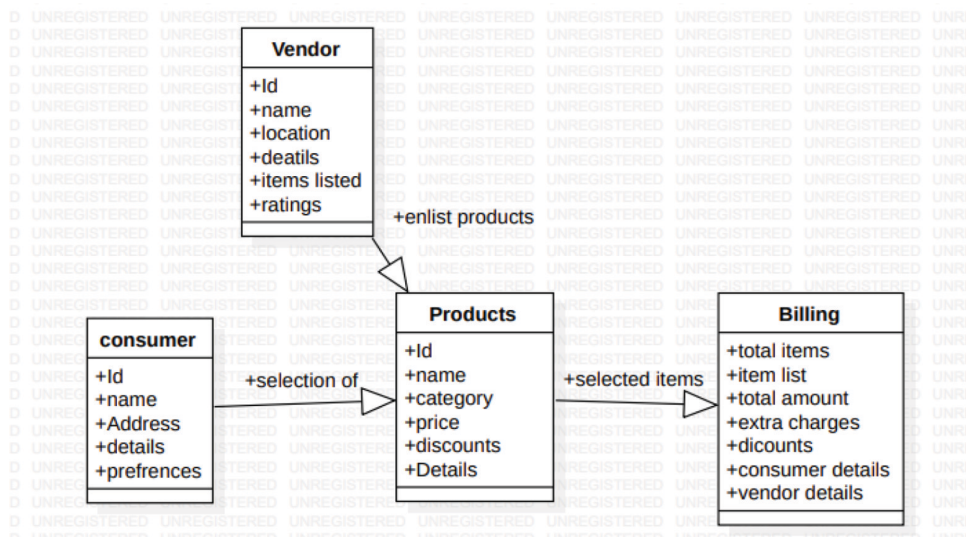 Vendor
+Id
+name
+location
+deatils
+items listed
+ratings
+enlist products
consumer
+Id
+name
+Address
+details
+prefrences
+selection of
Products
+Id
+name
+category
+price
+discounts
+Details
+selected items
Billing
+total items
+item list
+total amount
+extra charges
+dicounts
+consumer details
+vendor details
UNREGISTERED